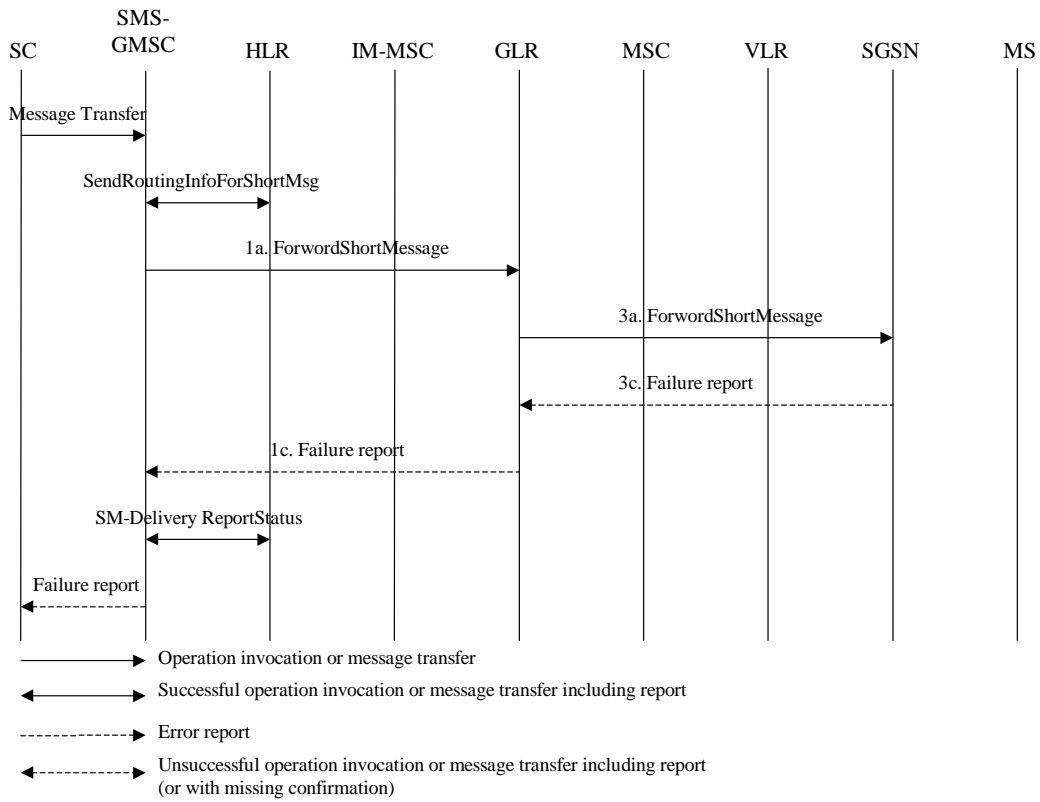 SMS-
GMSC
SC
HLR
IM-MSC
GLR
MSC
VLR
SGSN
MS
Message Transfer
SendRoutingInfoForShortMsg
1a. ForwordShortMessage
3a. ForwordShortMessage
3c. Failure report
1c. Failure report
SM-Delivery ReportStatus
Failure report
Operation invocation or message transfer
Successful operation invocation or message transfer including report
Error report
Unsuccessful operation invocation or message transfer including report
(or with missing confirmation)